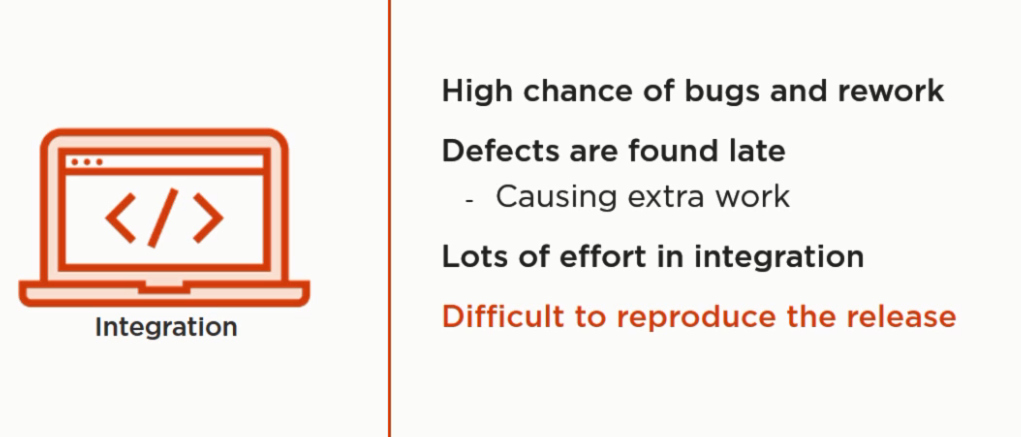 </>
Integration
High chance of bugs and rework
Defects are found late
- Causing extra work
Lots of effort in integration
Difficult to reproduce the release